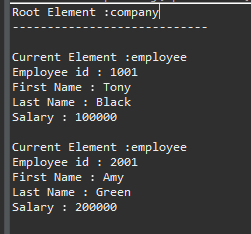 Root Element :company
----------------------------
Current Element :employee
Employee id : 1001
First Name : Tony
Last Name : Black
Salary : 100000
Current Element :employee
Employee id : 2001
First Name : Amy
Last Name : Green
Salary : 200000